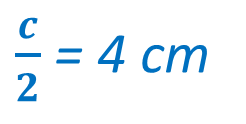 c/2 = 4 cm